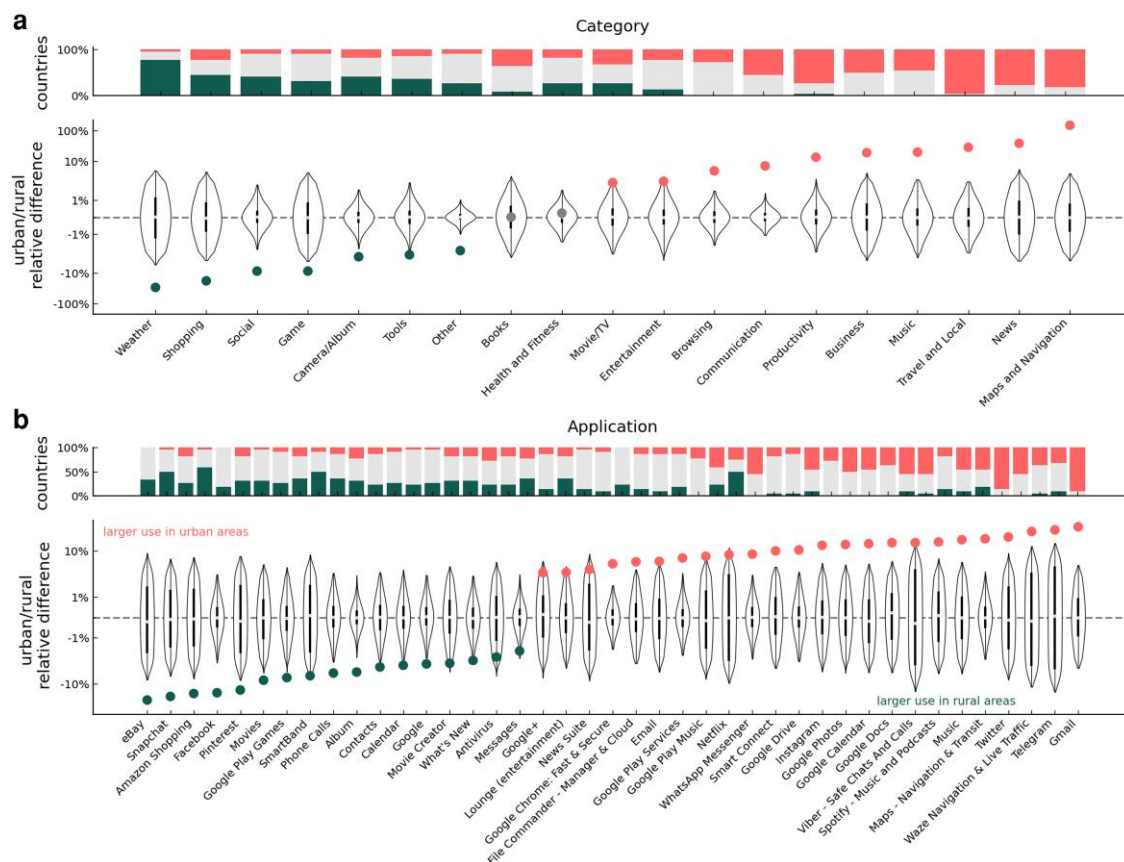 a
Category
countries
100%
0%
urban/rural
relative difference
100%
10%
1%
-1%
-10%
-100%
Weather
Shopping
Social
Game
Camera/Album
Tools
Other
Books
Health and Fitness
Movie/TV
Entertainment
Browsing
Communication
Productivity
Business
Music
Travel and Local
News
Maps and Navigation
b
Application
countries
100%
50%
0%
larger use in urban areas
urban/rural
relative difference
10%
1%
-1%
-10%
larger use in rural areas
eBay
Snapchat
Amazon Shopping
Facebook
Pinterest
Movies
Google Play Games
SmartBand
Phone Calls
Album
Contacts
Calendar
Google
Movie Creator
What's New
Antivirus
Messages
Google+
Lounge (entertainment)
News Suite
Google Chrome: Fast & Secure
File Commander - Manager & Cloud
Email
Google Play Services
Google Play Music
Netflix
WhatsApp Messenger
Smart Connect
Google Drive
Instagram
Google Photos
Google Calendar
Google Docs
Viber - Safe Chats And Calls
Spotify - Music and Podcasts
Music
Maps - Navigation & Transit
Twitter
Waze Navigation & Live Traffic
Telegram
Gmail